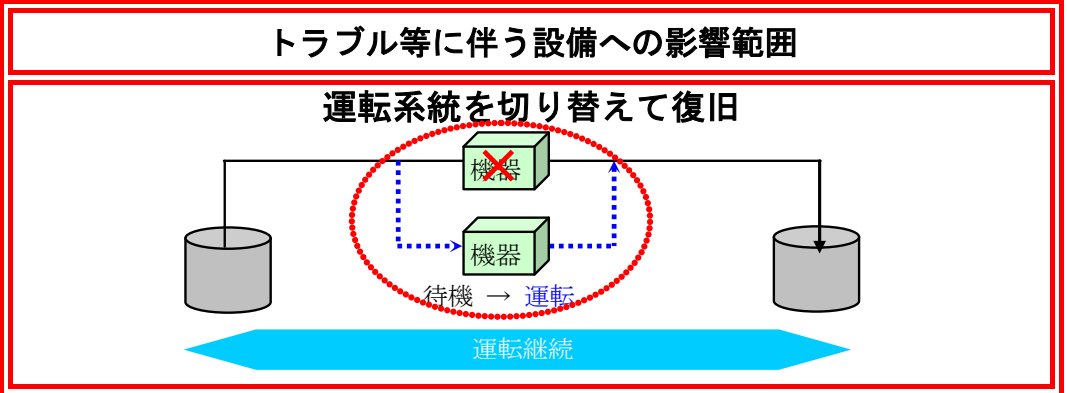 トラブル等に伴う設備への影響範囲
運転系統を切り替えて復旧
機器
機器
待機 → 運転
運転継続